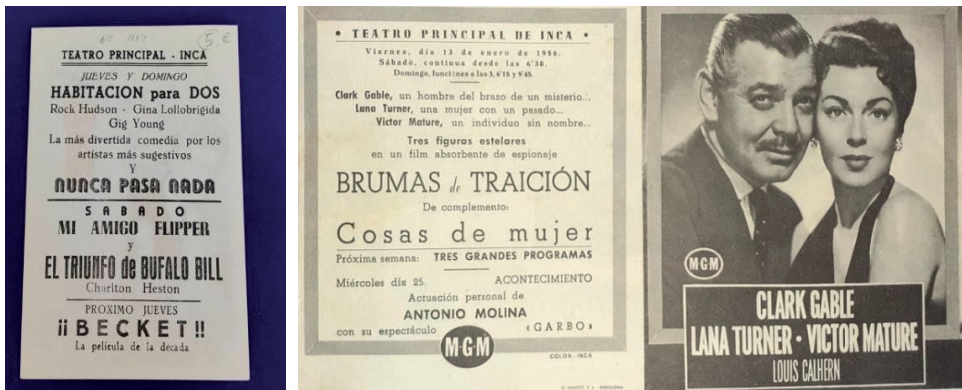 Nº 417
5 €
TEATRO PRINCIPAL - INCA
JUEVES Y DOMINGO
HABITACION para DOS
Rock Hudson - Gina Lollobrigida
Gig Young
La más divertida comedia por los
artistas más sugestivos
Y
NUNCA PASA NADA
SABADO
MI AMIGO FLIPPER
y
EL TRIUNFO de BUFALO BILL
Charlton Heston
PROXIMO JUEVES
¡¡BECKET!!
La película de la década
• TEATRO PRINCIPAL DE INCA •
Viernes, día 13 de enero de 1956.
Sábado, continua desde las 6'30.
Domingo, funciones a las 3, 6'15 y 9'45.
Clark Gable, un hombre del brazo de un misterio...
Lana Turner, una mujer con un pasado...
Victor Mature, un individuo sin nombre...
Tres figuras estelares
en un film absorbente de espionaje
BRUMAS de TRAICIÓN
De complemento:
Cosas de mujer
Próxima semana: TRES GRANDES PROGRAMAS
Miércoles día 25. ACONTECIMIENTO
Actuación personal de
ANTONIO MOLINA
con su espectáculo «GARBO»
M·G·M
COLON-INCA
M·G·M
CLARK GABLE
LANA TURNER · VICTOR MATURE
LOUIS CALHERN